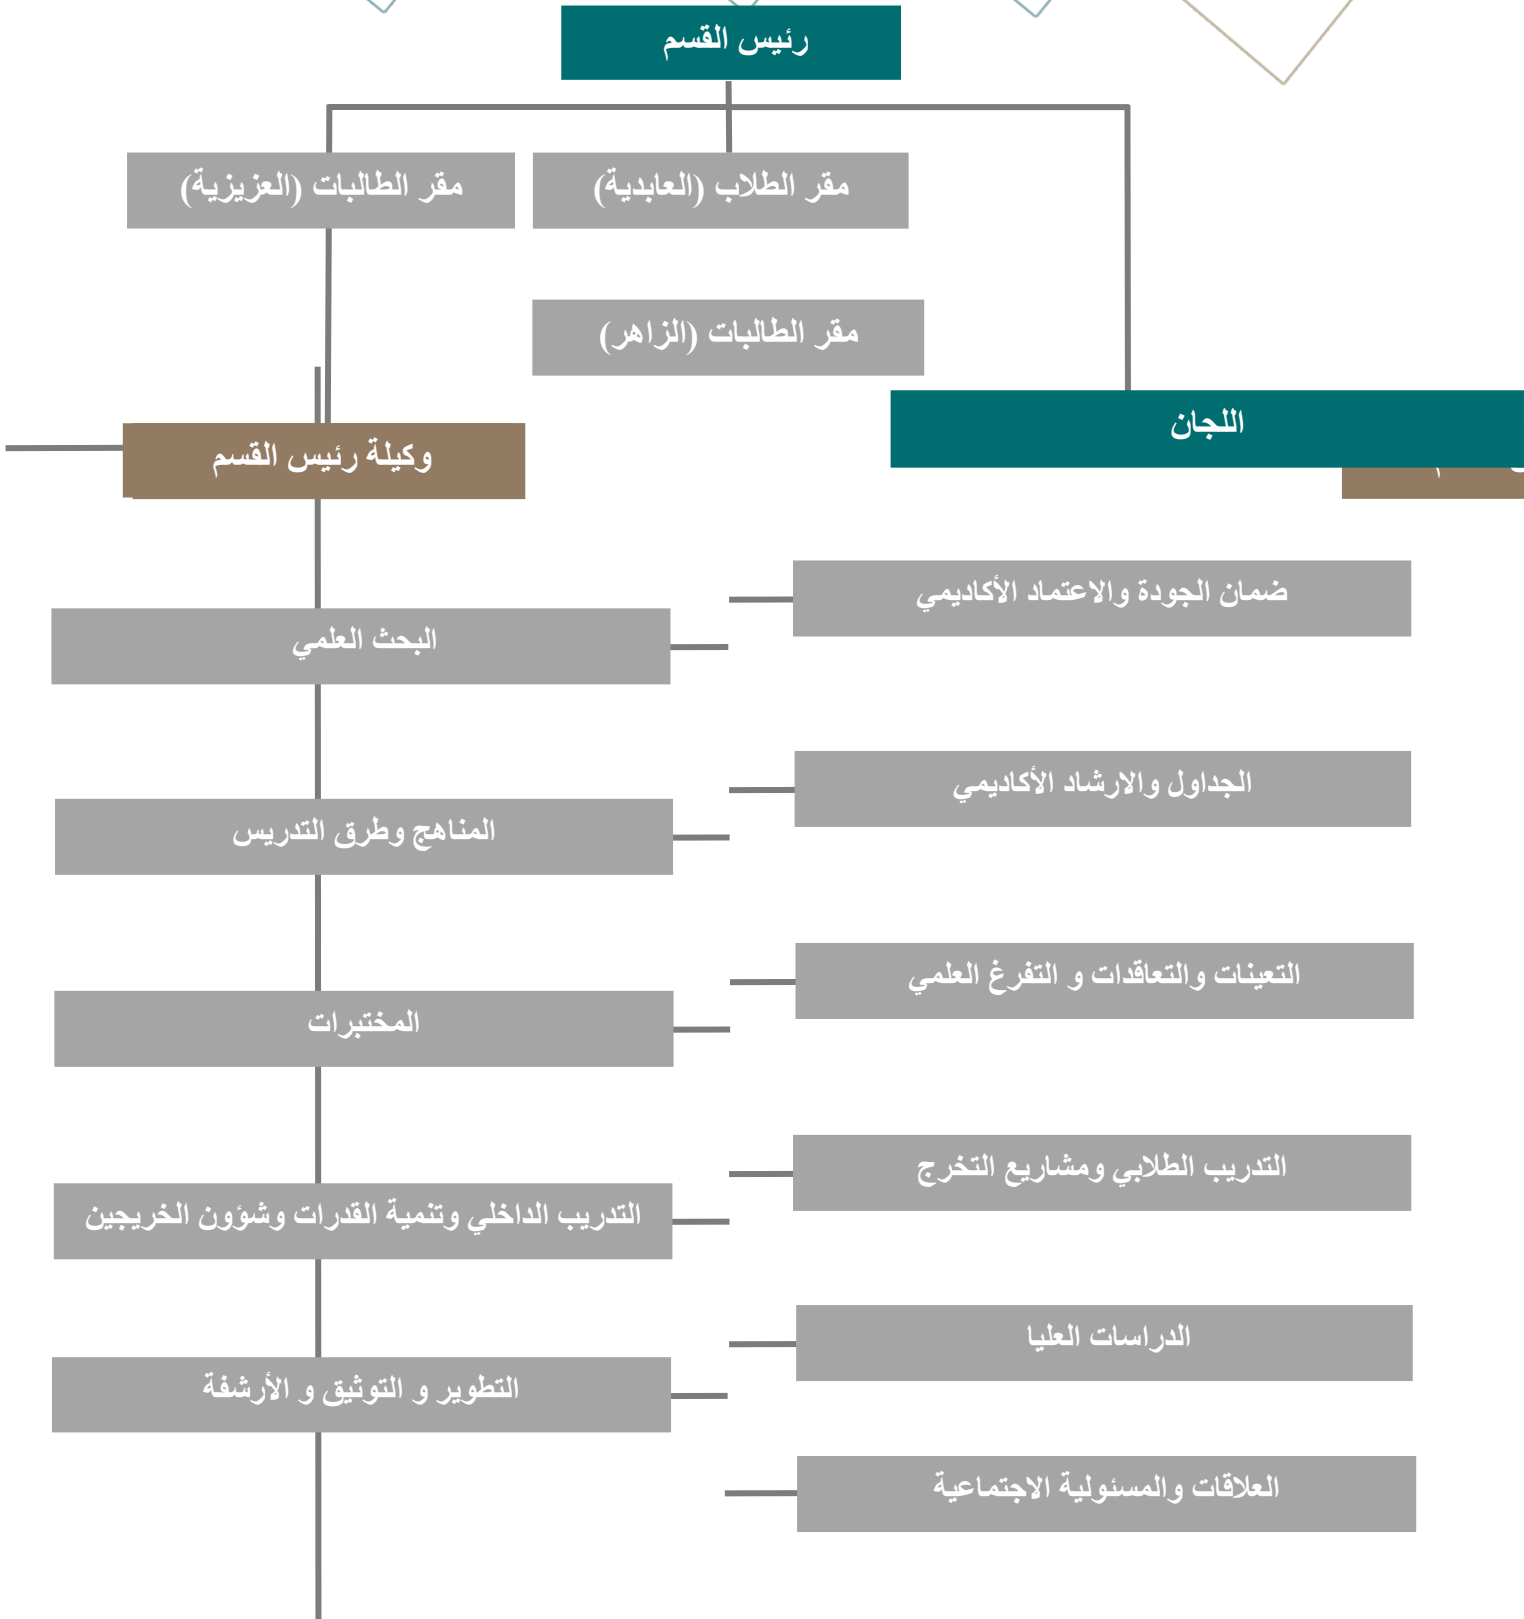 رئيس القسم
مقر الطلاب (العابدية)
مقر الطالبات (العزيزية)
مقر الطالبات (الزاهر)
اللجان
وكيلة رئيس القسم
ضمان الجودة والاعتماد الأكاديمي
البحث العلمي
الجداول والارشاد الأكاديمي
المناهج وطرق التدريس
التعينات والتعاقدات و التفرغ العلمي
المختبرات
التدريب الطلابي ومشاريع التخرج
التدريب الداخلي وتنمية القدرات وشؤون الخريجين
الدراسات العليا
التطوير و التوثيق و الأرشفة
العلاقات والمسئولية الاجتماعية